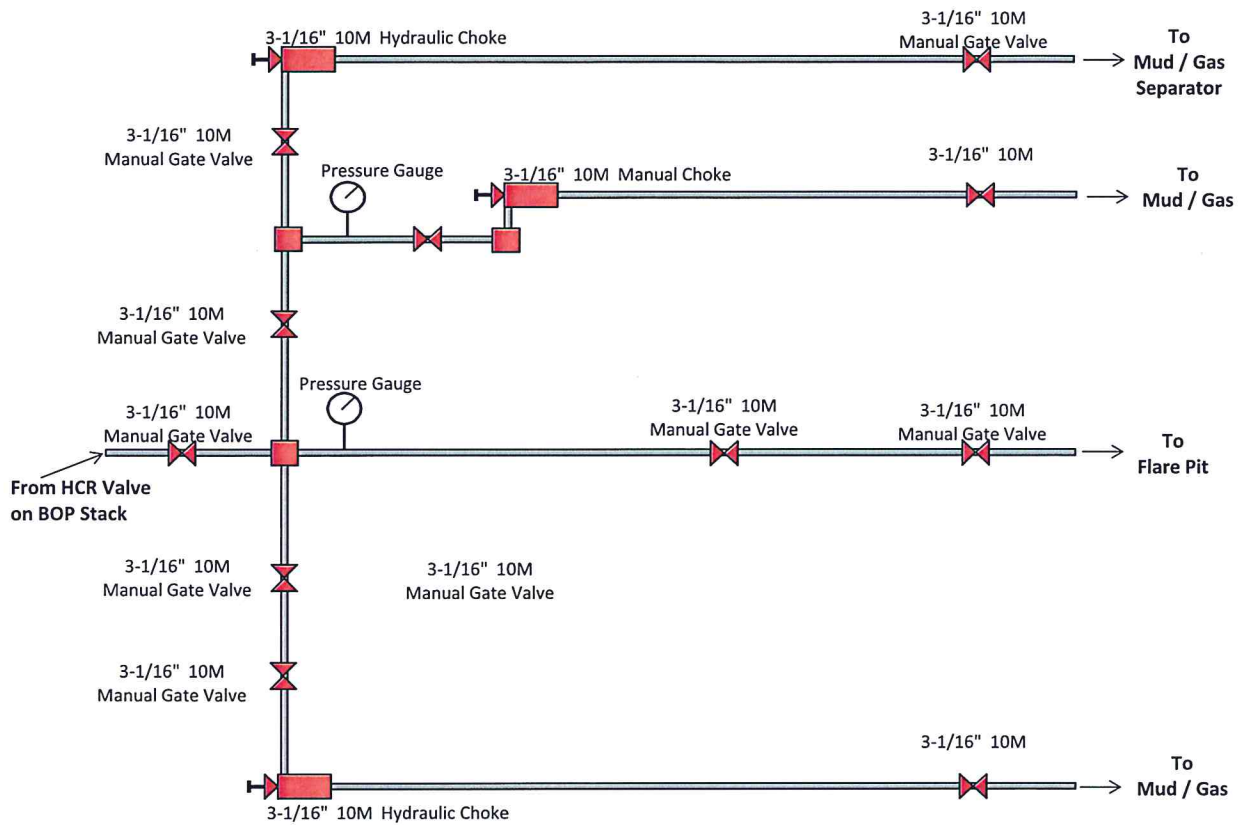 3-1/16" 10M Hydraulic Choke
3-1/16" 10M
Manual Gate Valve
To
Mud / Gas
Separator
3-1/16" 10M
Manual Gate Valve
Pressure Gauge
3-1/16" 10M Manual Choke
3-1/16" 10M
To
Mud / Gas
3-1/16" 10M
Manual Gate Valve
Pressure Gauge
3-1/16" 10M
Manual Gate Valve
3-1/16" 10M
Manual Gate Valve
3-1/16" 10M
Manual Gate Valve
To
Flare Pit
From HCR Valve
on BOP Stack
3-1/16" 10M
Manual Gate Valve
3-1/16" 10M
Manual Gate Valve
3-1/16" 10M
Manual Gate Valve
3-1/16" 10M
To
Mud / Gas
3-1/16" 10M Hydraulic Choke